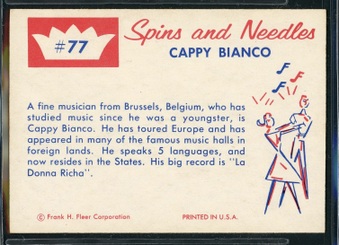 #77
Spins and Needles
CAPPY BIANCO
A fine musician from Brussels, Belgium, who has
studied music since he was a youngster, is
Cappy Bianco. He has toured Europe and has
appeared in many of the famous music halls in
foreign lands. He speaks 5 languages, and
now resides in the States. His big record is "La
Donna Richa".
© Frank H. Fleer Corporation
PRINTED IN U.S.A.